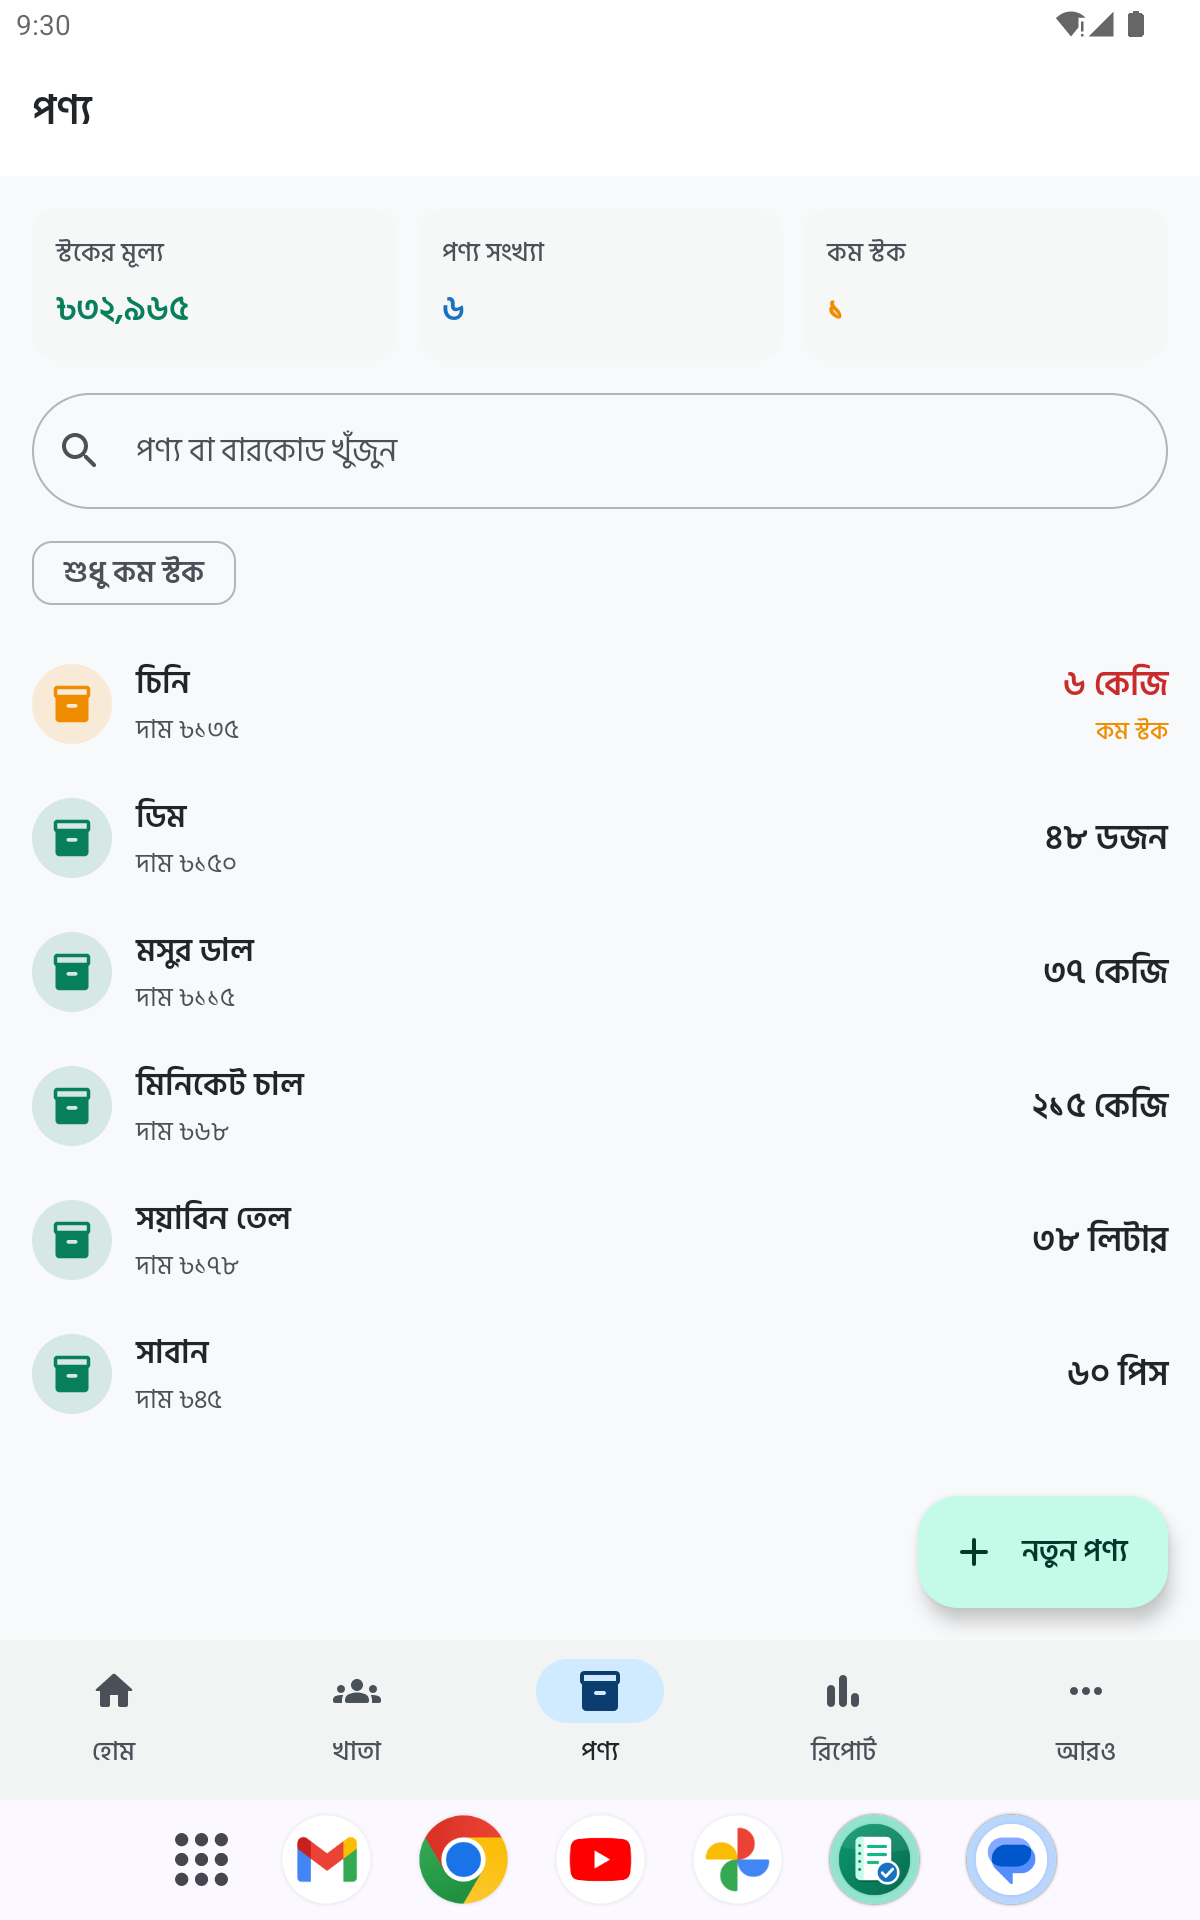 9:30
পণ্য
স্টকের মূল্য
৳৩২,৯৬৫
পণ্য সংখ্যা
৬
কম স্টক
১
পণ্য বা বারকোড খুঁজুন
শুধু কম স্টক
চিনি
দাম ৳১৩৫
৬ কেজি
কম স্টক
ডিম
দাম ৳১৫০
৪৮ ডজন
মসুর ডাল
দাম ৳১১৫
৩৭ কেজি
মিনিকেট চাল
দাম ৳৬৮
২১৫ কেজি
সয়াবিন তেল
দাম ৳১৭৮
৩৮ লিটার
সাবান
দাম ৳৪৫
৬০ পিস
নতুন পণ্য
হোম
খাতা
পণ্য
রিপোর্ট
আরও